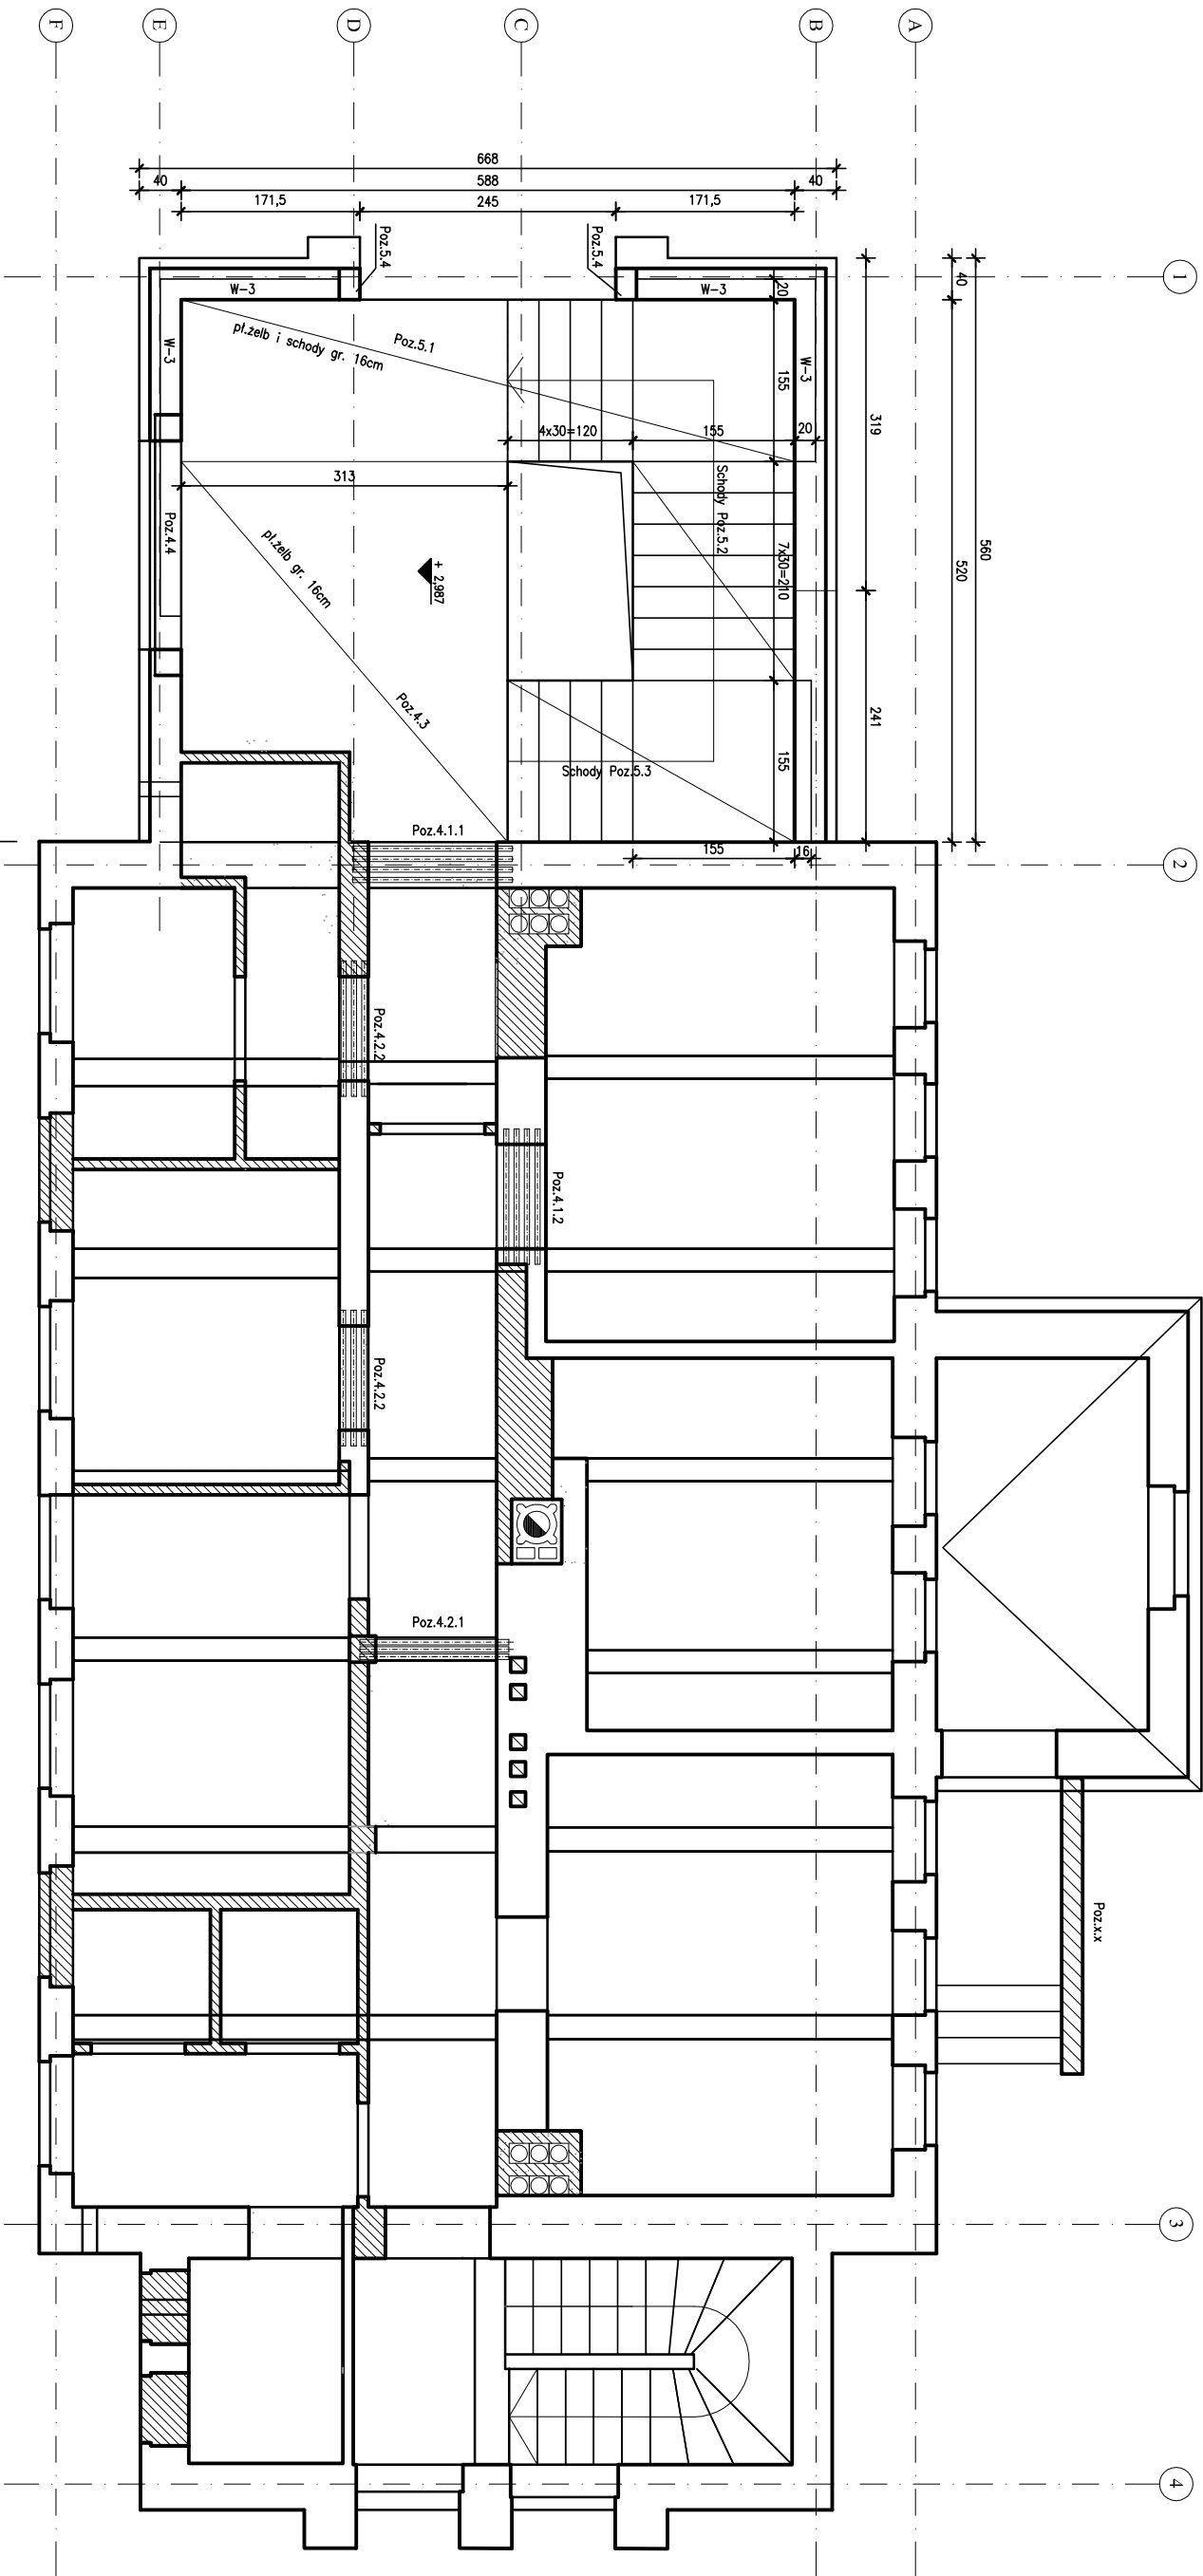 F
E
D
C
B
A
1
2
3
4
668
40
588
40
171,5
245
171,5
Poz.5.4
Poz.5.4
W-3
W-3
W-3
W-3
20
155
20
319
40
560
520
241
Poz.5.1
pł.żelb i schody gr. 16cm
4x30=120
155
313
Schody Poz.5.2
7x30=210
Poz.4.4
pł.żelb gr. 16cm
+ 2,987
Poz.4.3
155
Schody Poz.5.3
Poz.4.1.1
155
16
Poz.4.2.2
Poz.4.1.2
Poz.4.2.2
Poz.4.2.1
Poz.x.x